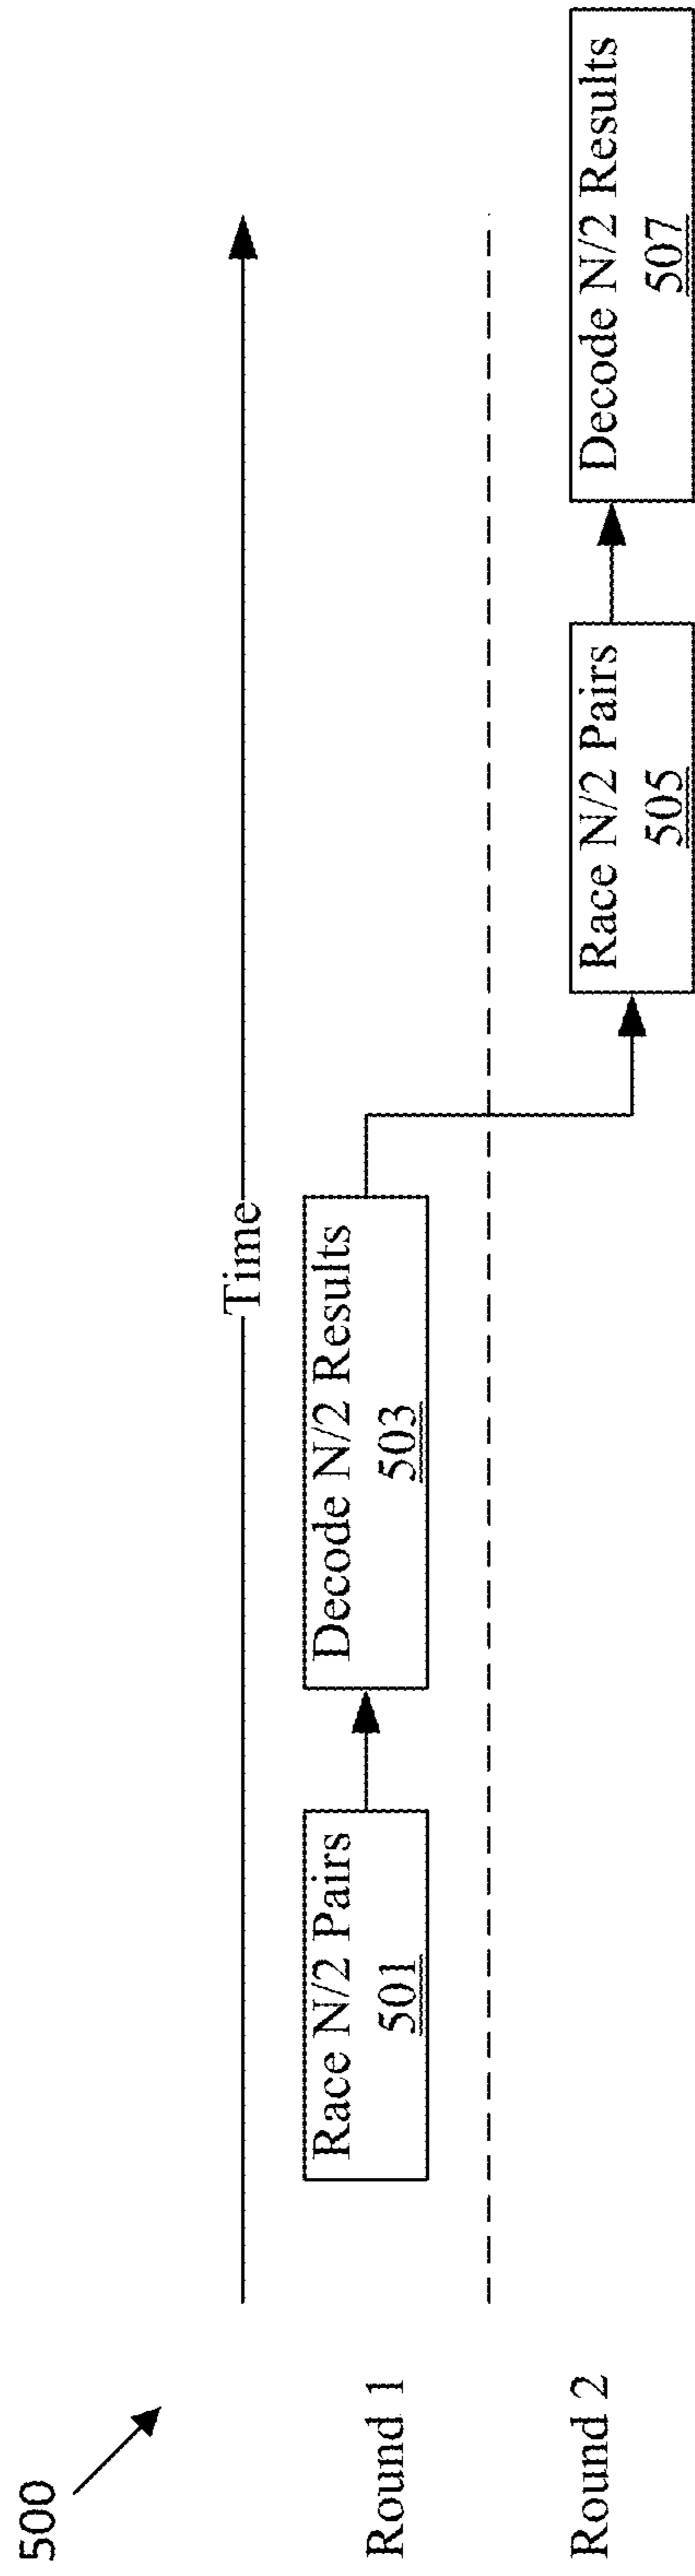 500
Time
Round 1
Race N/2 Pairs
501
Decode N/2 Results
503
Round 2
Race N/2 Pairs
505
Decode N/2 Results
507